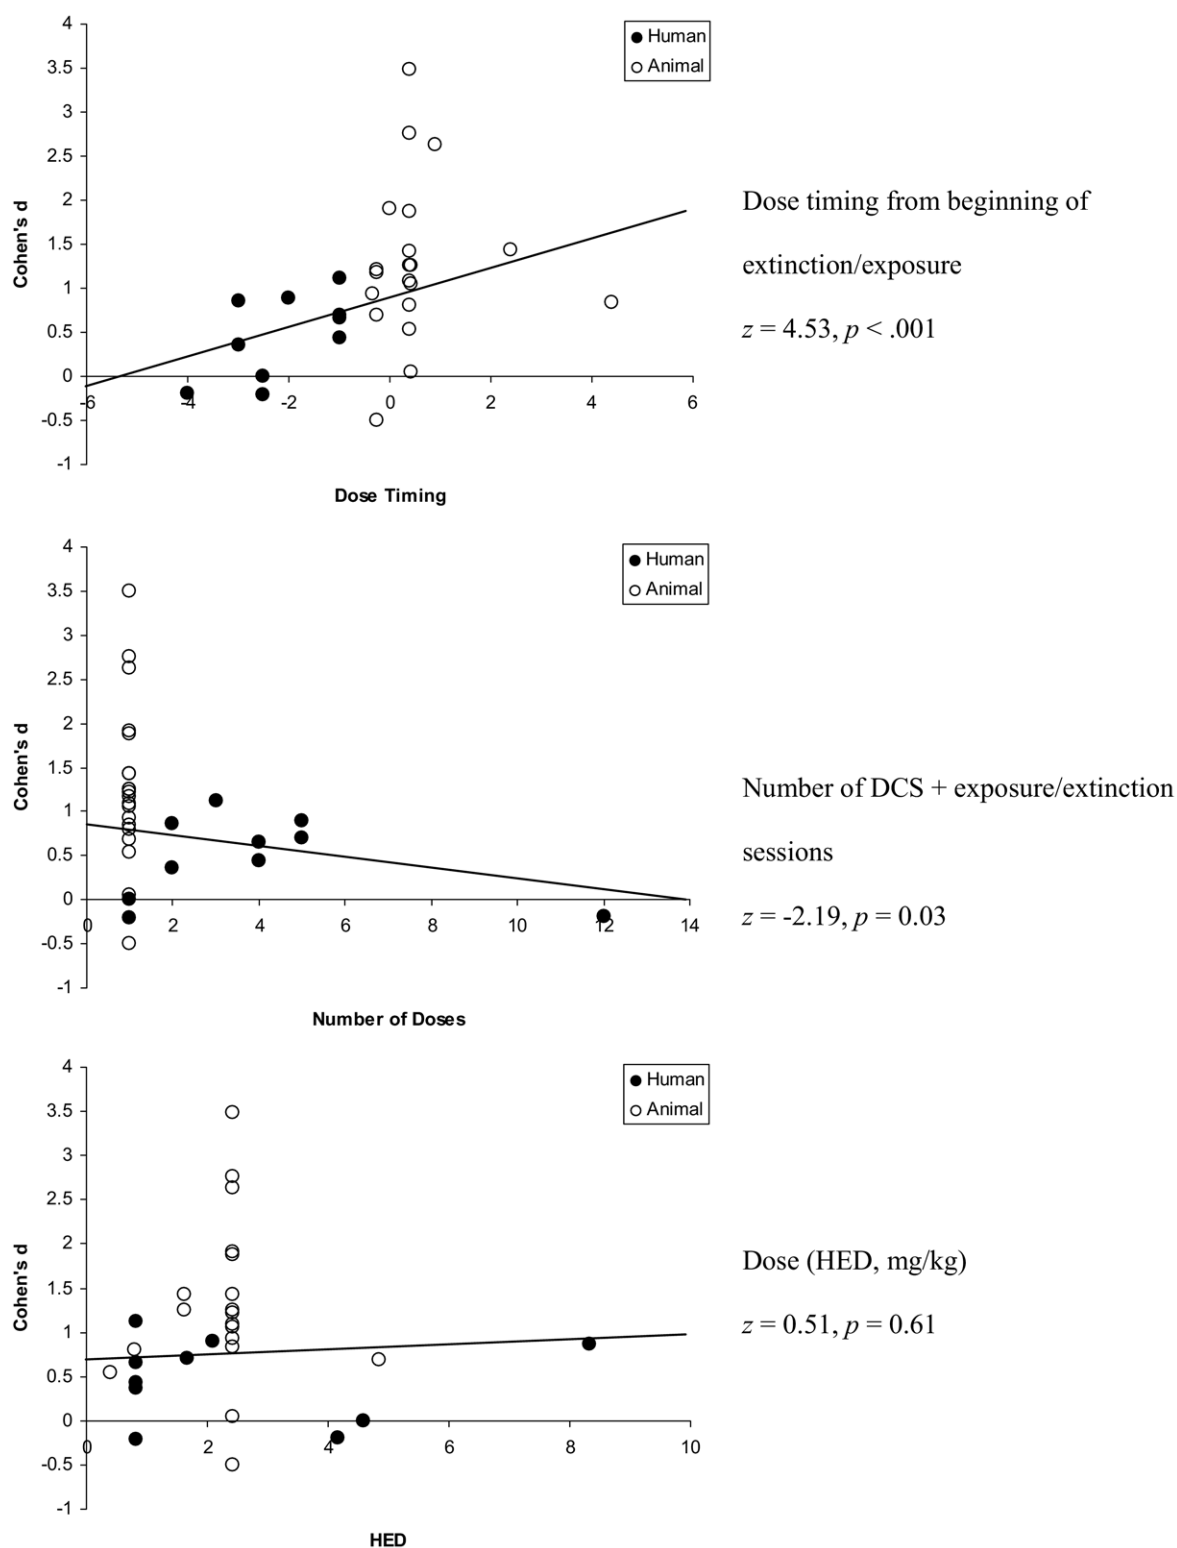 4
3.5
3
2.5
2
1.5
1
0.5
0
-0.5
-1
Cohen's d
-6 -4 -2 0 2 4 6
Dose Timing
Human
Animal
Dose timing from beginning of
extinction/exposure
z = 4.53, p < .001
4
3.5
3
2.5
2
1.5
1
0.5
0
-0.5
-1
Cohen's d
0 2 4 6 8 10 12 14
Number of Doses
Human
Animal
Number of DCS + exposure/extinction
sessions
z = -2.19, p = 0.03
4
3.5
3
2.5
2
1.5
1
0.5
0
-0.5
-1
Cohen's d
0 2 4 6 8 10
HED
Human
Animal
Dose (HED, mg/kg)
z = 0.51, p = 0.61